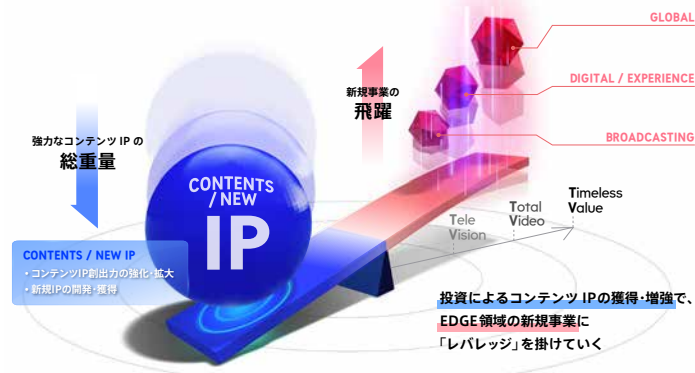 GLOBAL
DIGITAL / EXPERIENCE
BROADCASTING
新規事業の
飛躍
強力なコンテンツ IP の
総重量
CONTENTS
/ NEW
IP
CONTENTS / NEW IP
・コンテンツIP創出力の強化・拡大
・新規IPの開発・獲得
Tele
Vision
Total
Video
Timeless
Value
投資によるコンテンツ IPの獲得・増強で、
EDGE領域の新規事業に
「レバレッジ」を掛けていく